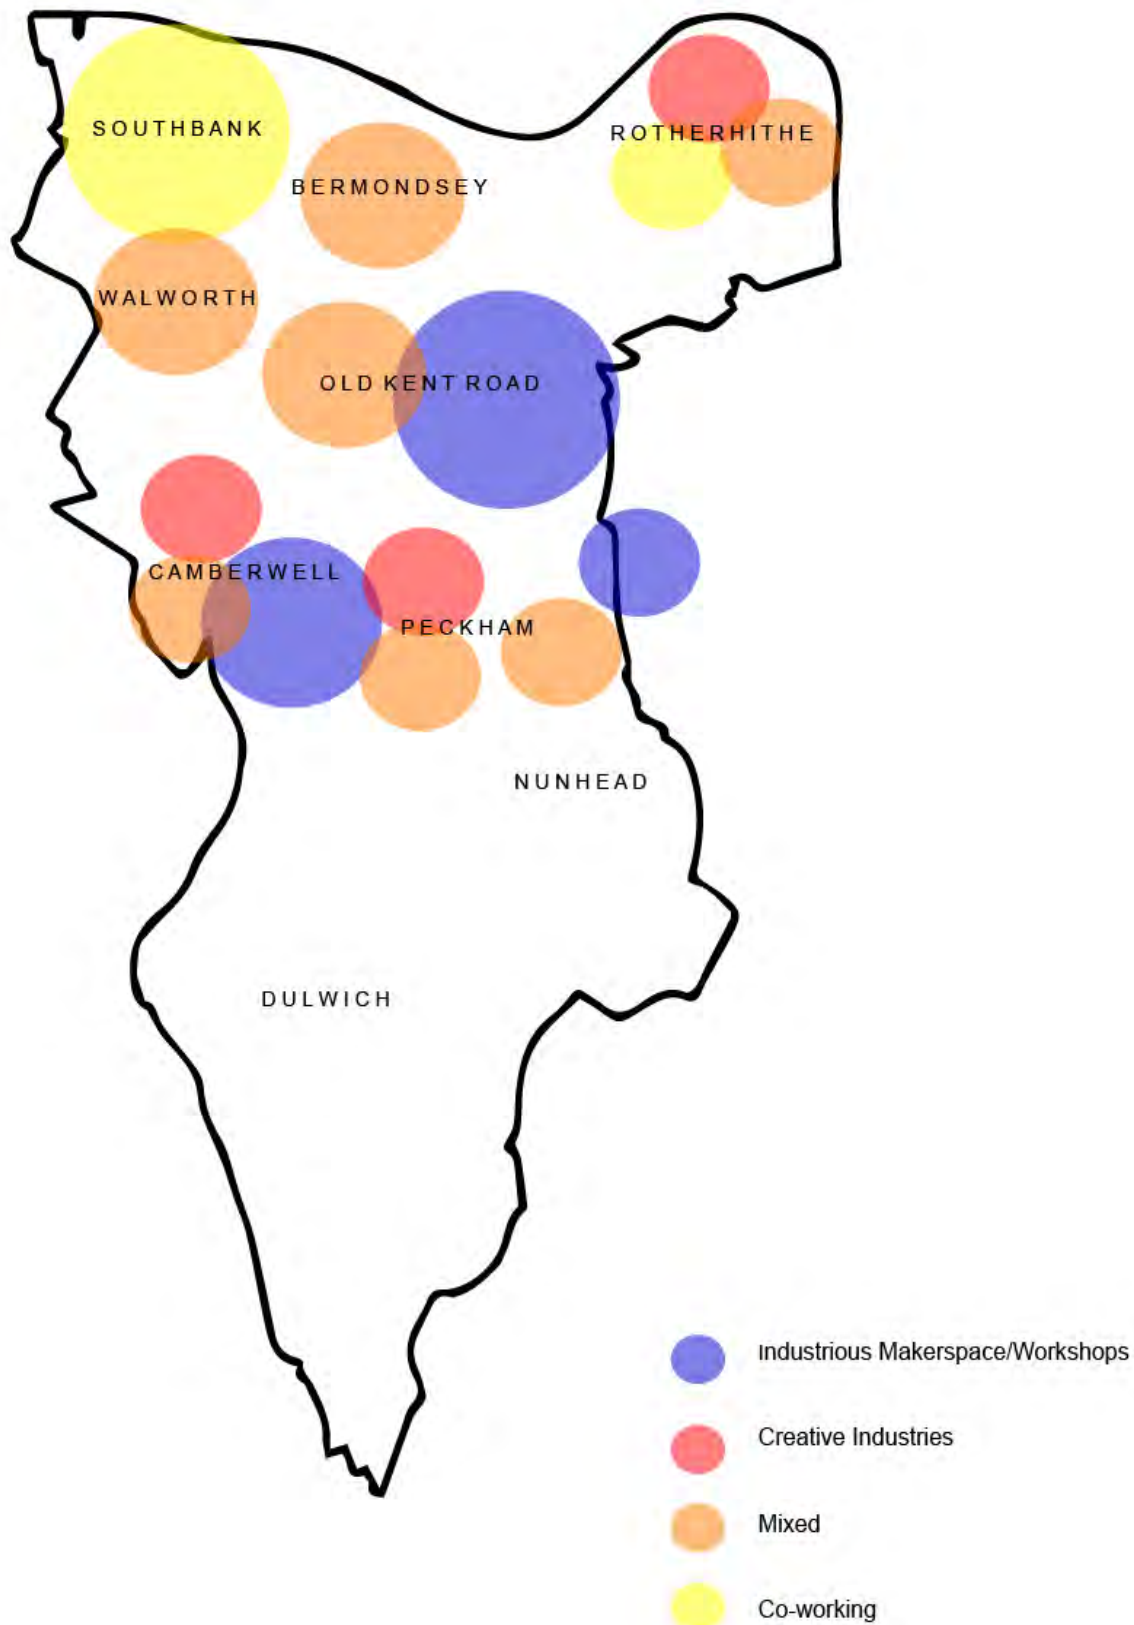 SOUTHBANK
ROTHERHITHE
BERMONDSEY
WALWORTH
OLD KENT ROAD
CAMBERWELL
PECKHAM
NUNHEAD
DULWICH
Industrious Makerspace/Workshops
Creative Industries
Mixed
Co-working